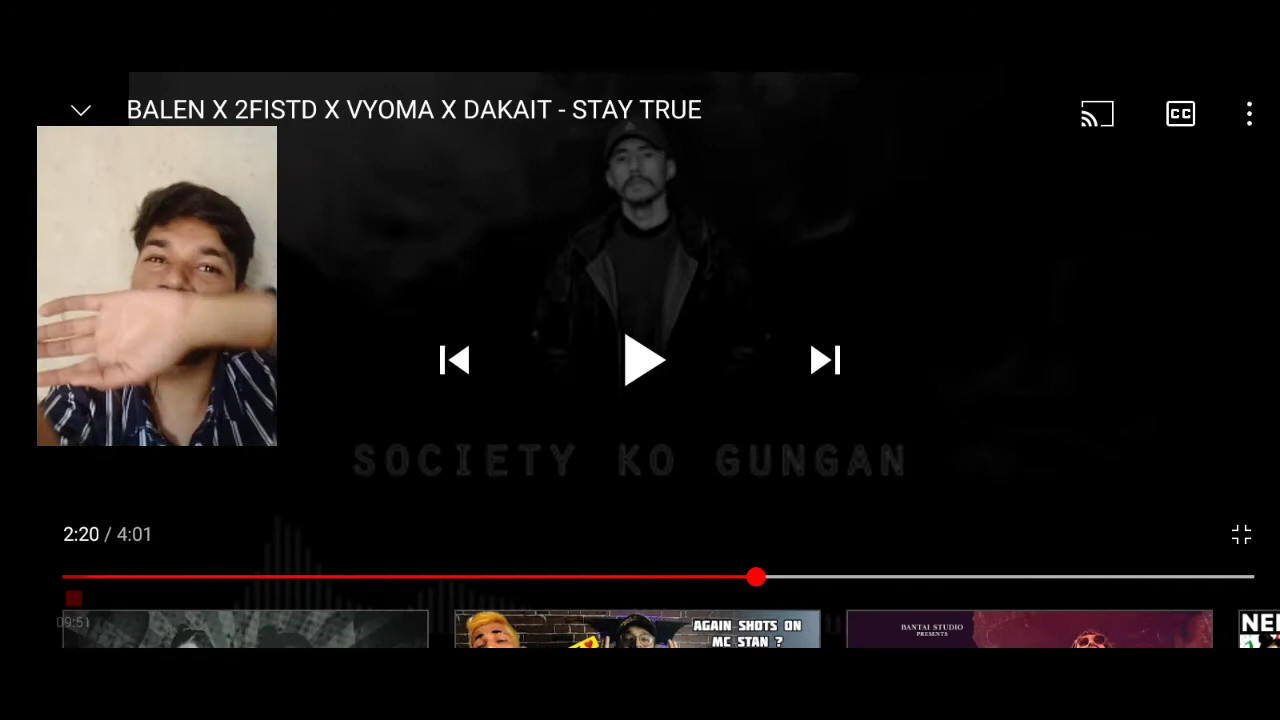 BALEN X 2FISTD X VYOMA X DAKAIT - STAY TRUE
CC
SOCIETY KO GUNGAN
2:20 / 4:01
09:51
AGAIN SHOTS ON
MC STAN ?
BANTAI STUDIO
PRESENTS